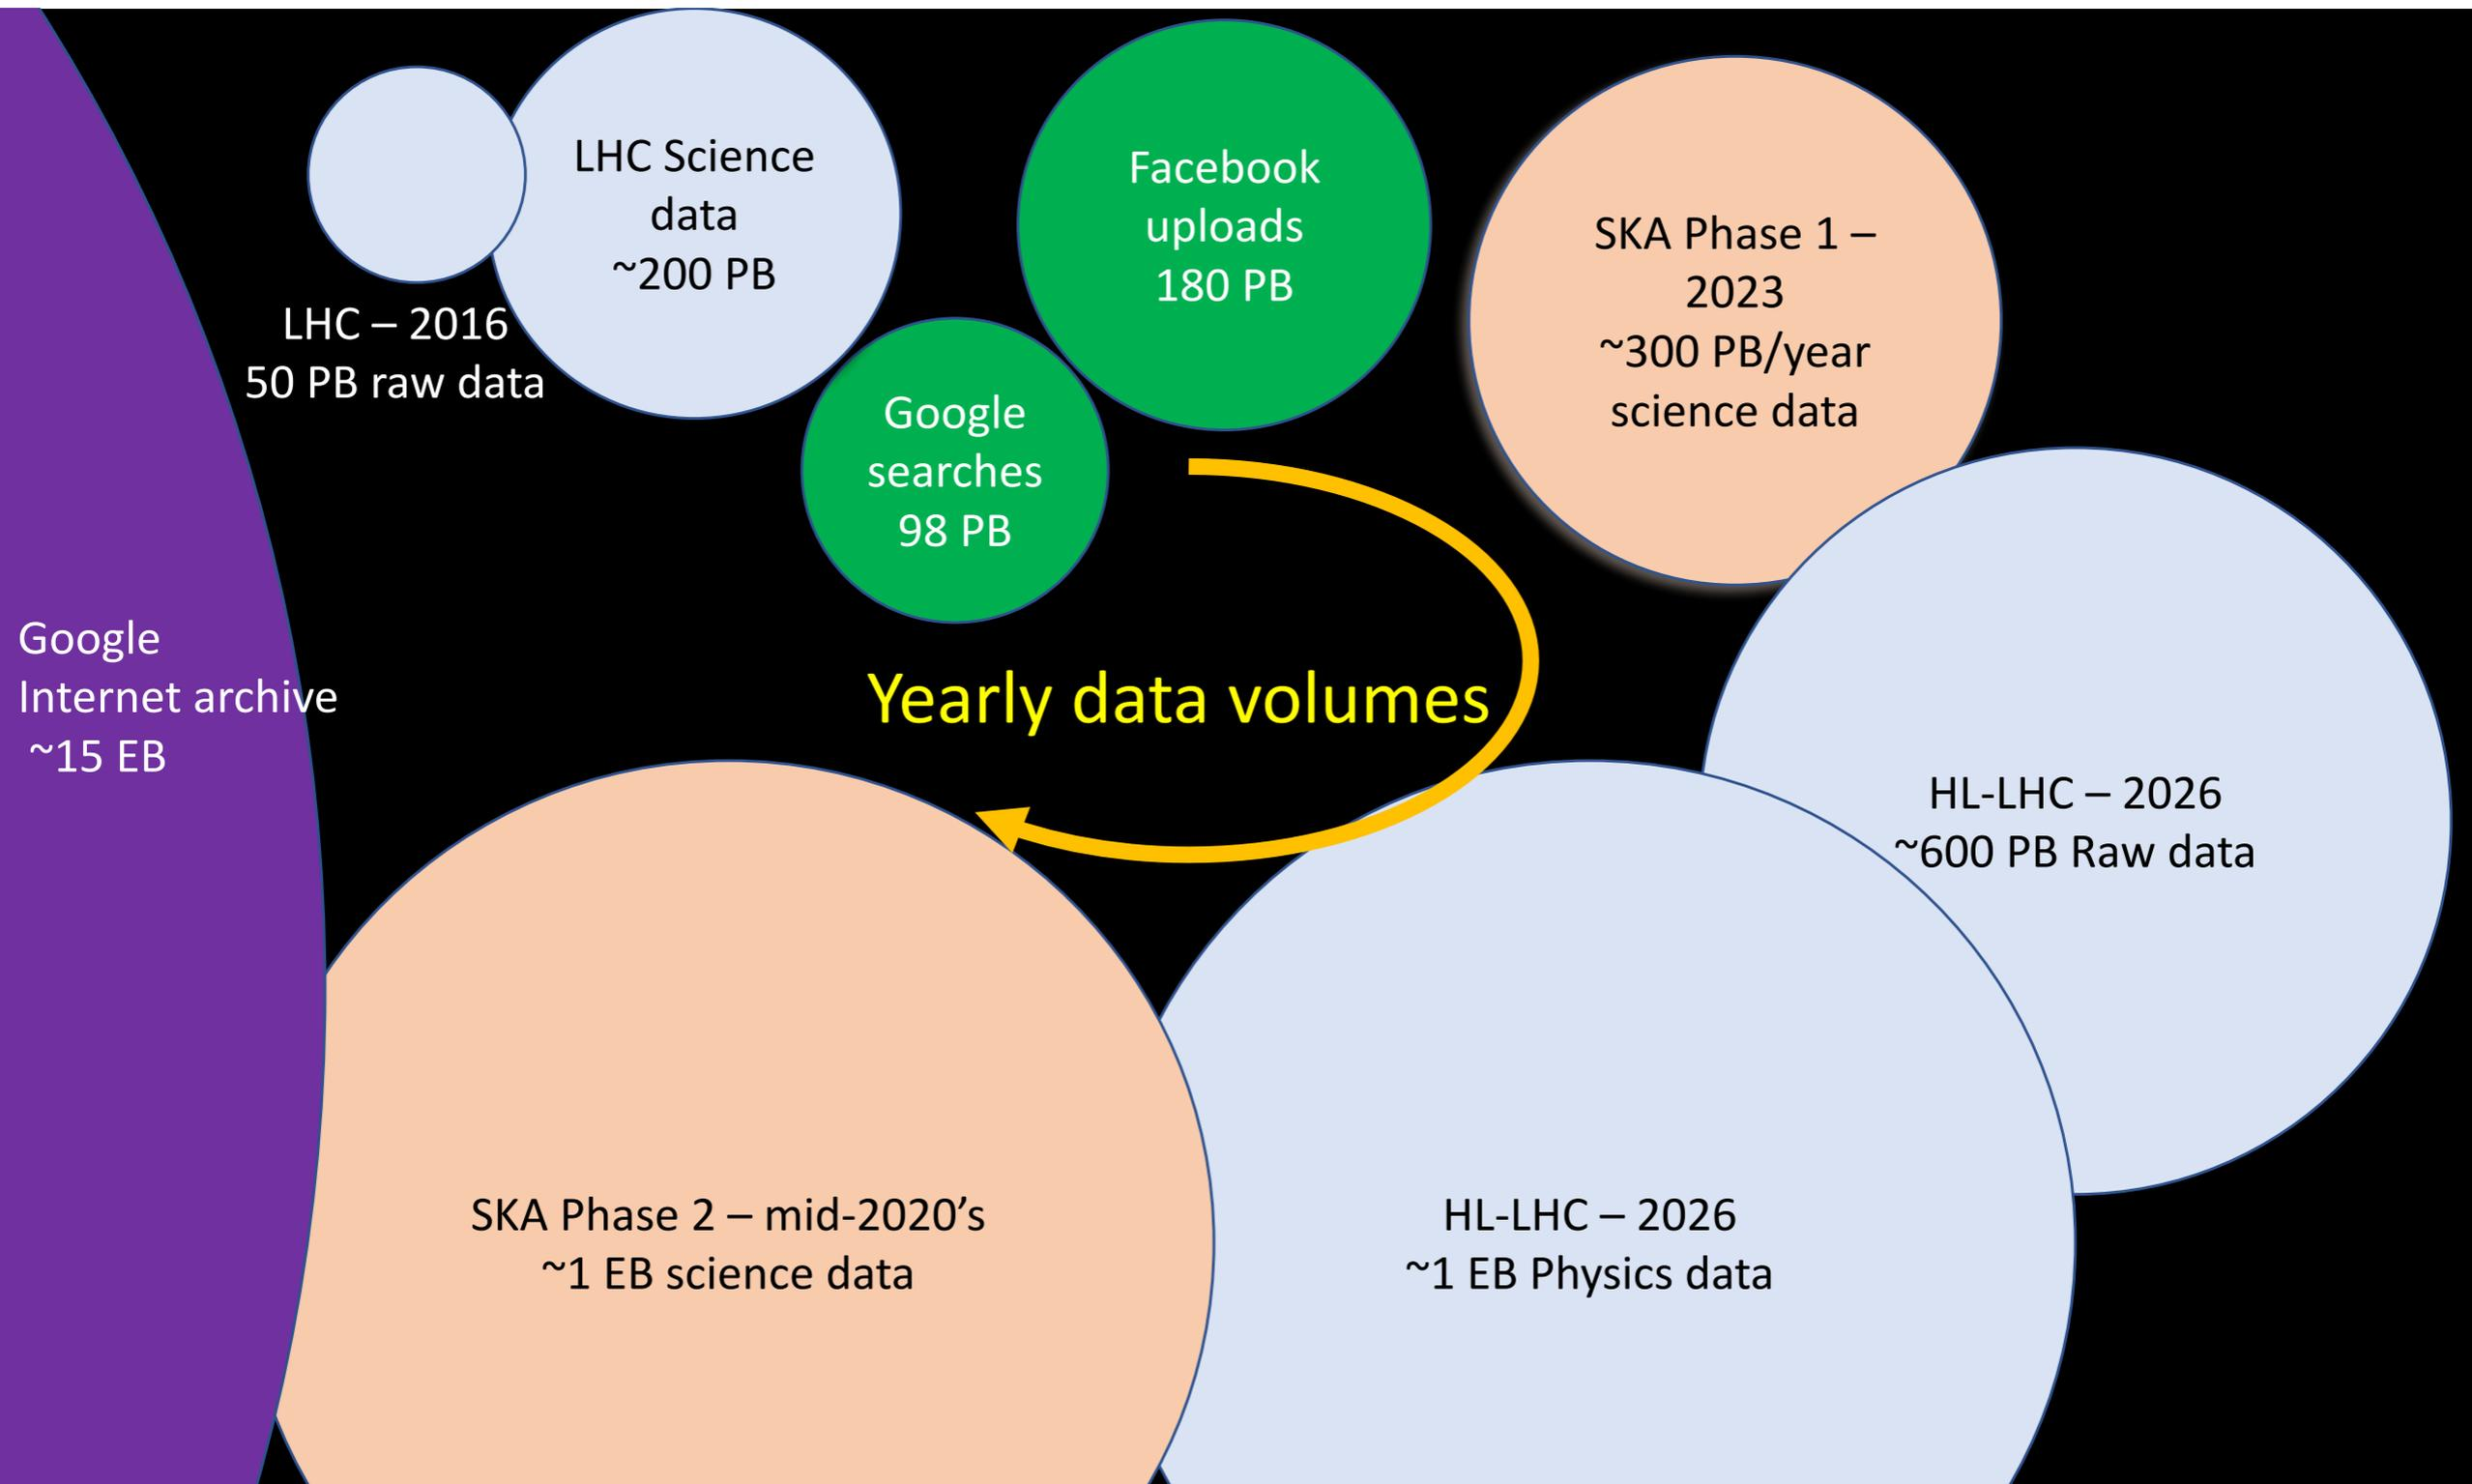 LHC Science
data
~200 PB
Facebook
uploads
180 PB
SKA Phase 1 –
2023
~300 PB/year
science data
LHC – 2016
50 PB raw data
Google
searches
98 PB
Google
Internet archive
~15 EB
Yearly data volumes
HL-LHC – 2026
~600 PB Raw data
SKA Phase 2 – mid-2020’s
~1 EB science data
HL-LHC – 2026
~1 EB Physics data